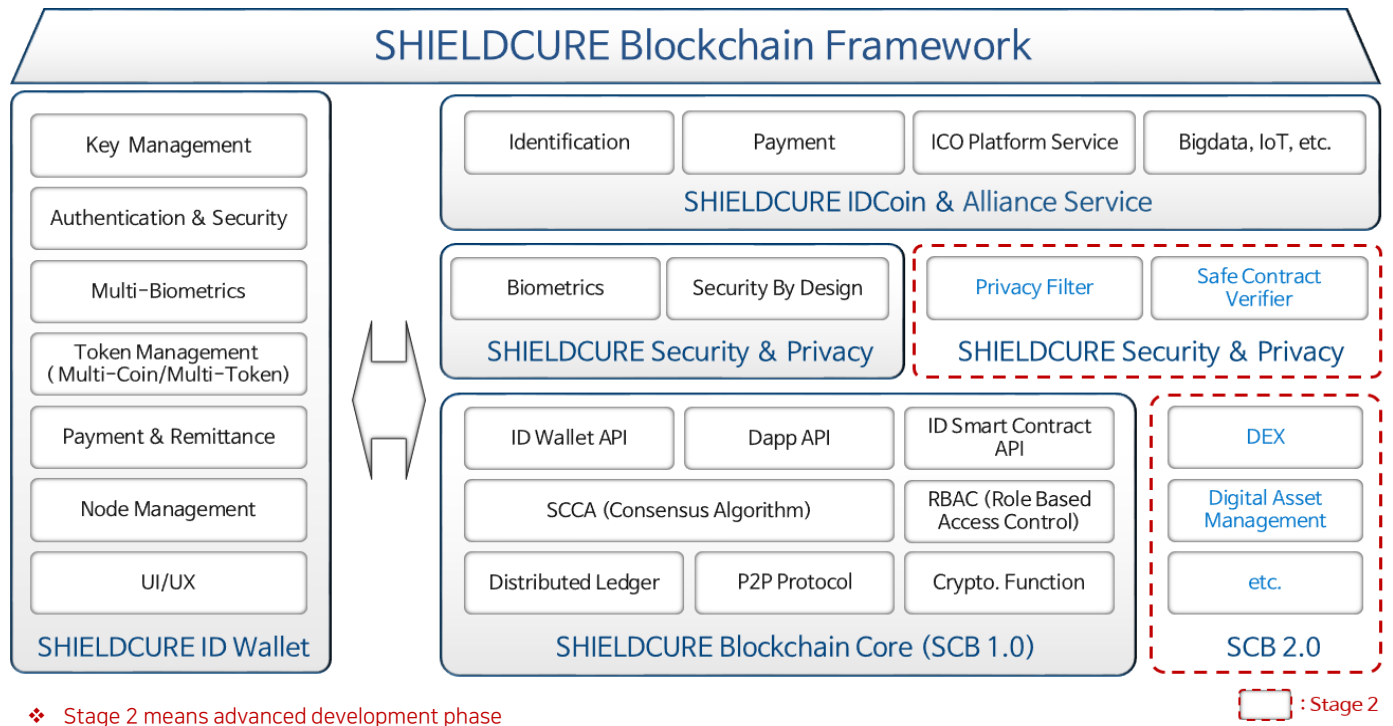 SHIELDCURE Blockchain Framework
Key Management
Authentication & Security
Multi-Biometrics
Token Management
(Multi-Coin/Multi-Token)
Payment & Remittance
Node Management
UI/UX
SHIELDCURE ID Wallet
Identification
Payment
ICO Platform Service
Bigdata, IoT, etc.
SHIELDCURE IDCoin & Alliance Service
Biometrics
Security By Design
SHIELDCURE Security & Privacy
Privacy Filter
Safe Contract
Verifier
SHIELDCURE Security & Privacy
ID Wallet API
Dapp API
ID Smart Contract
API
SCCA (Consensus Algorithm)
RBAC (Role Based
Access Control)
Distributed Ledger
P2P Protocol
Crypto. Function
SHIELDCURE Blockchain Core (SCB 1.0)
DEX
Digital Asset
Management
etc.
SCB 2.0
: Stage 2
❖ Stage 2 means advanced development phase